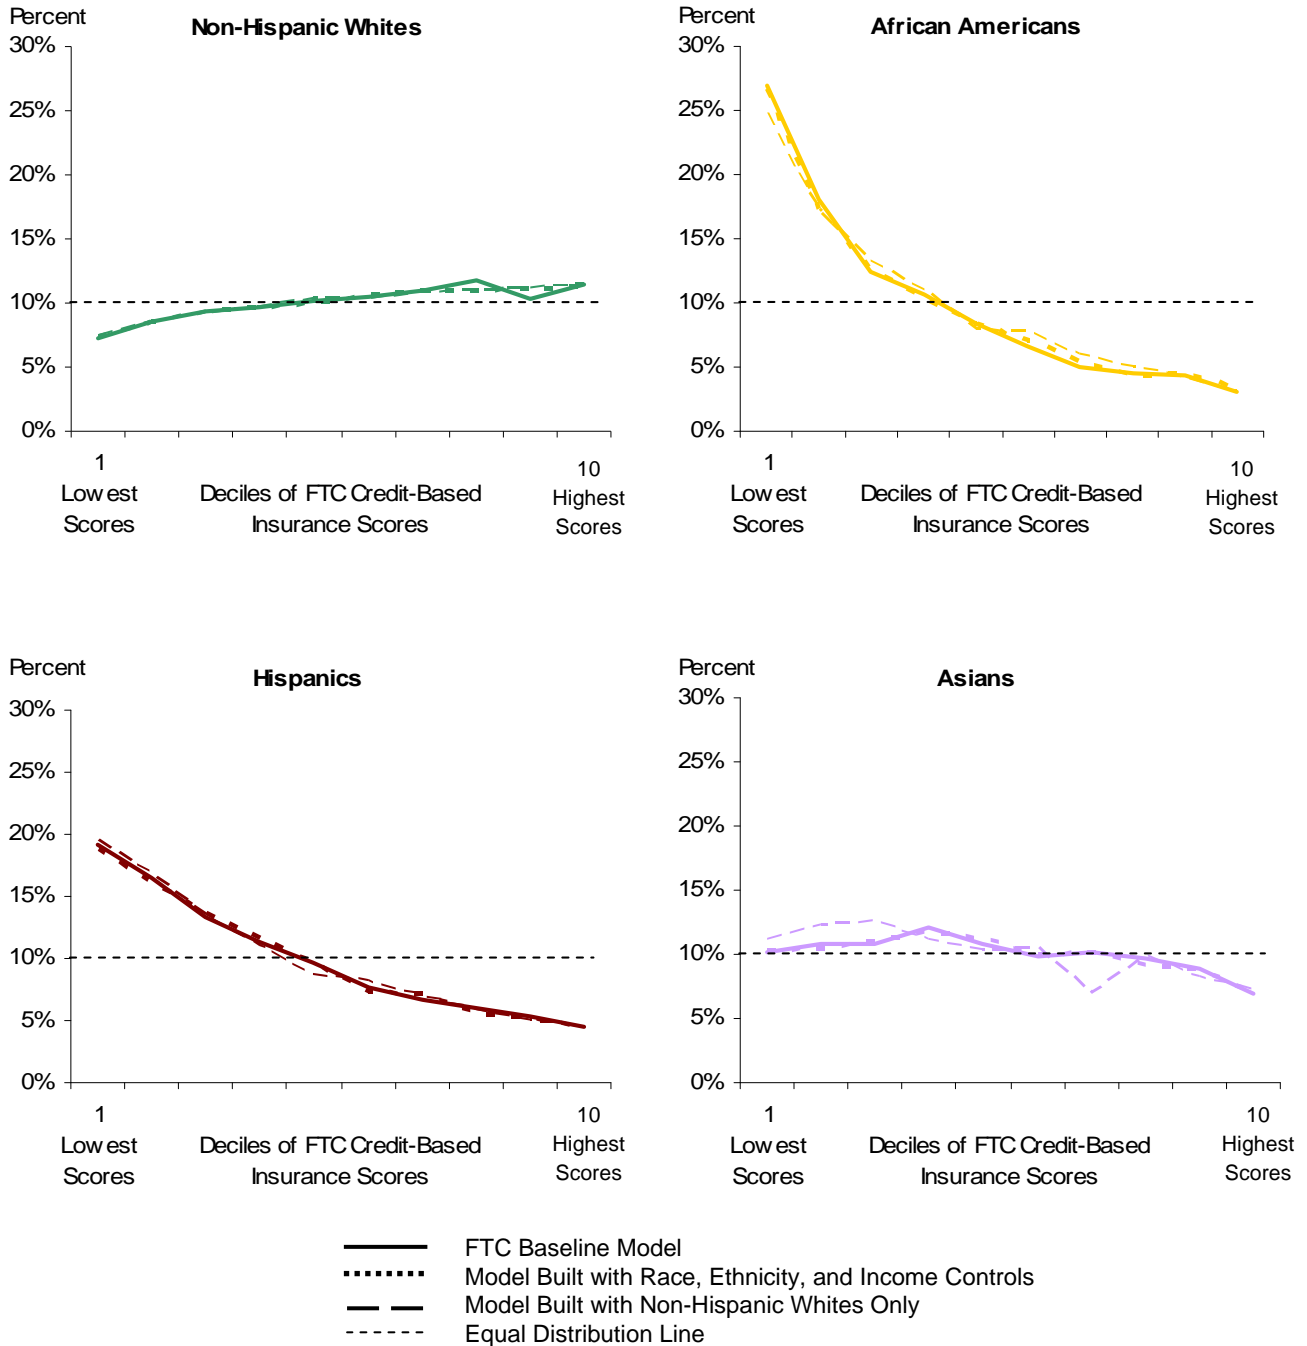 Percent
Non-Hispanic Whites
30%
25%
20%
15%
10%
5%
0%
1
Lowest
Scores
Deciles of FTC Credit-Based
Insurance Scores
10
Highest
Scores
Percent
African Americans
30%
25%
20%
15%
10%
5%
0%
1
Lowest
Scores
Deciles of FTC Credit-Based
Insurance Scores
10
Highest
Scores
Percent
Hispanics
30%
25%
20%
15%
10%
5%
0%
1
Lowest
Scores
Deciles of FTC Credit-Based
Insurance Scores
10
Highest
Scores
Percent
Asians
30%
25%
20%
15%
10%
5%
0%
1
Lowest
Scores
Deciles of FTC Credit-Based
Insurance Scores
10
Highest
Scores
FTC Baseline Model
Model Built with Race, Ethnicity, and Income Controls
Model Built with Non-Hispanic Whites Only
Equal Distribution Line